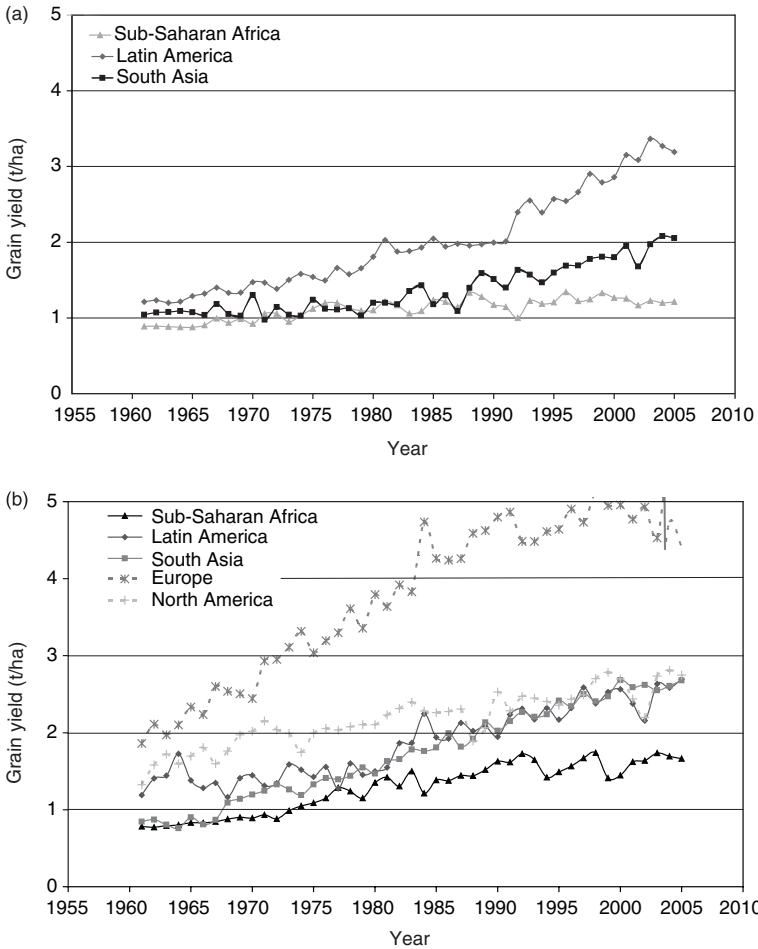 (a)
5
4
3
2
1
0
Grain yield (t/ha)
Sub-Saharan Africa
Latin America
South Asia
1955 1960 1965 1970 1975 1980 1985 1990 1995 2000 2005 2010
Year
(b)
5
4
3
2
1
0
Grain yield (t/ha)
Sub-Saharan Africa
Latin America
South Asia
Europe
North America
1955 1960 1965 1970 1975 1980 1985 1990 1995 2000 2005 2010
Year